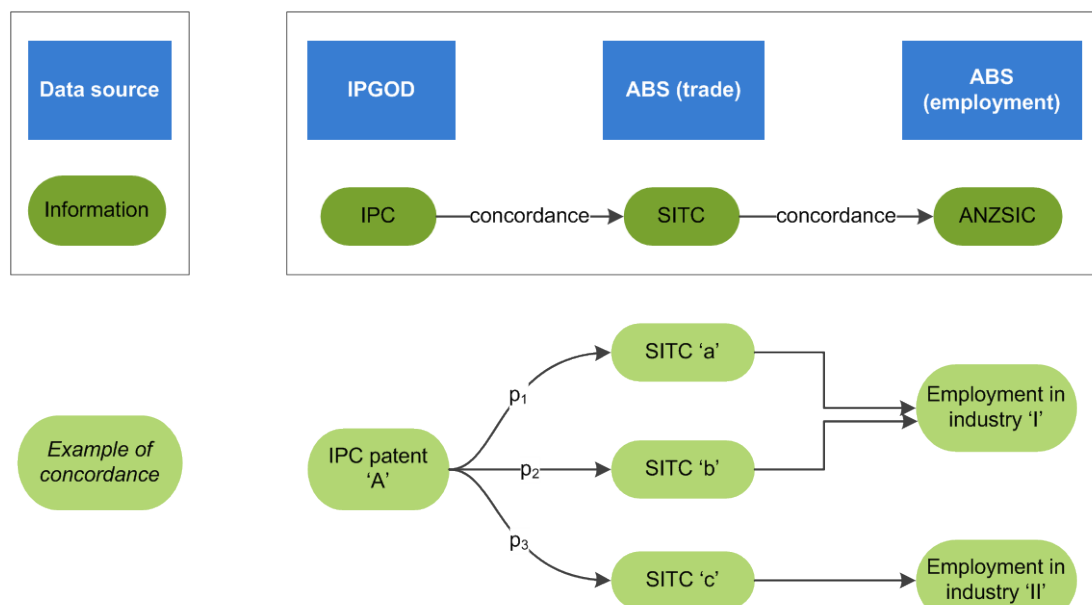 Data source
IPGOD
ABS (trade)
ABS
(employment)
Information
IPC
concordance
SITC
concordance
ANZSIC
Example of
concordance
IPC patent
‘A’
p₁
p₂
p₃
SITC ‘a’
SITC ‘b’
SITC ‘c’
Employment in
industry ‘I’
Employment in
industry ‘II’